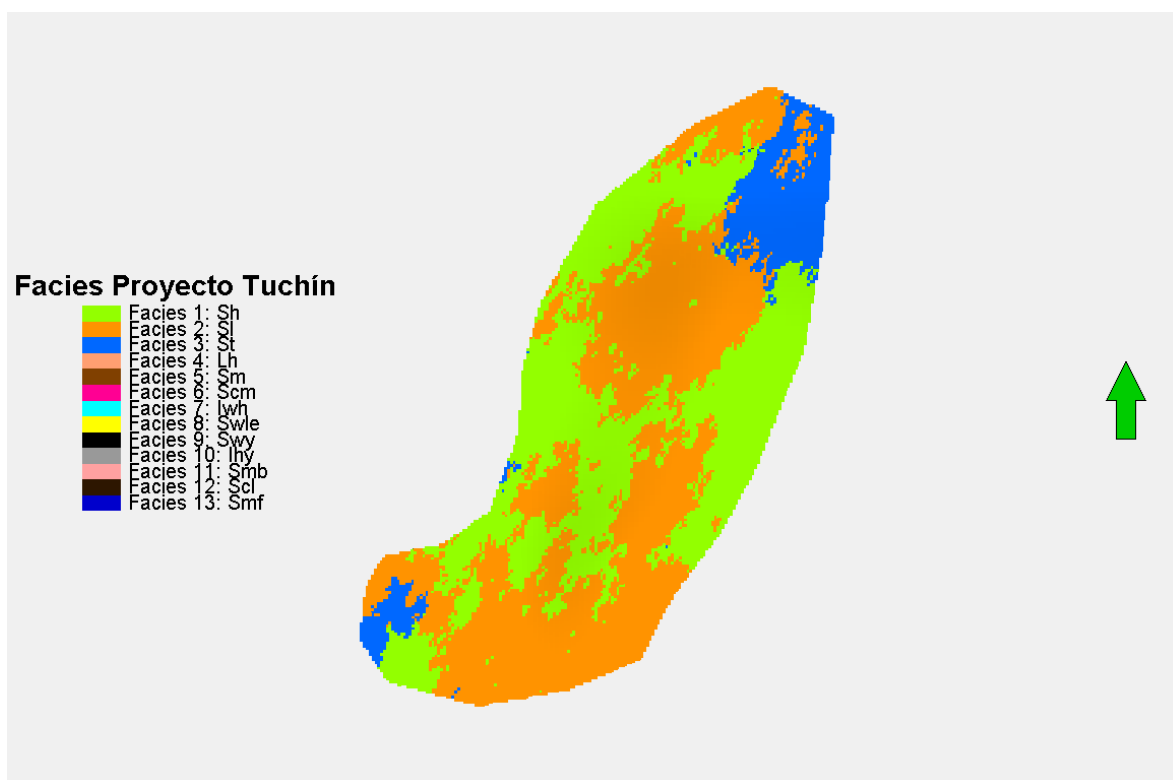 Facies Proyecto Tuchín
Facies 1: Sh
Facies 2: Sl
Facies 3: St
Facies 4: Lh
Facies 5: Sm
Facies 6: Scm
Facies 7: Iwh
Facies 8: Swle
Facies 9: Swy
Facies 10: Ihy
Facies 11: Smb
Facies 12: Scl
Facies 13: Smf